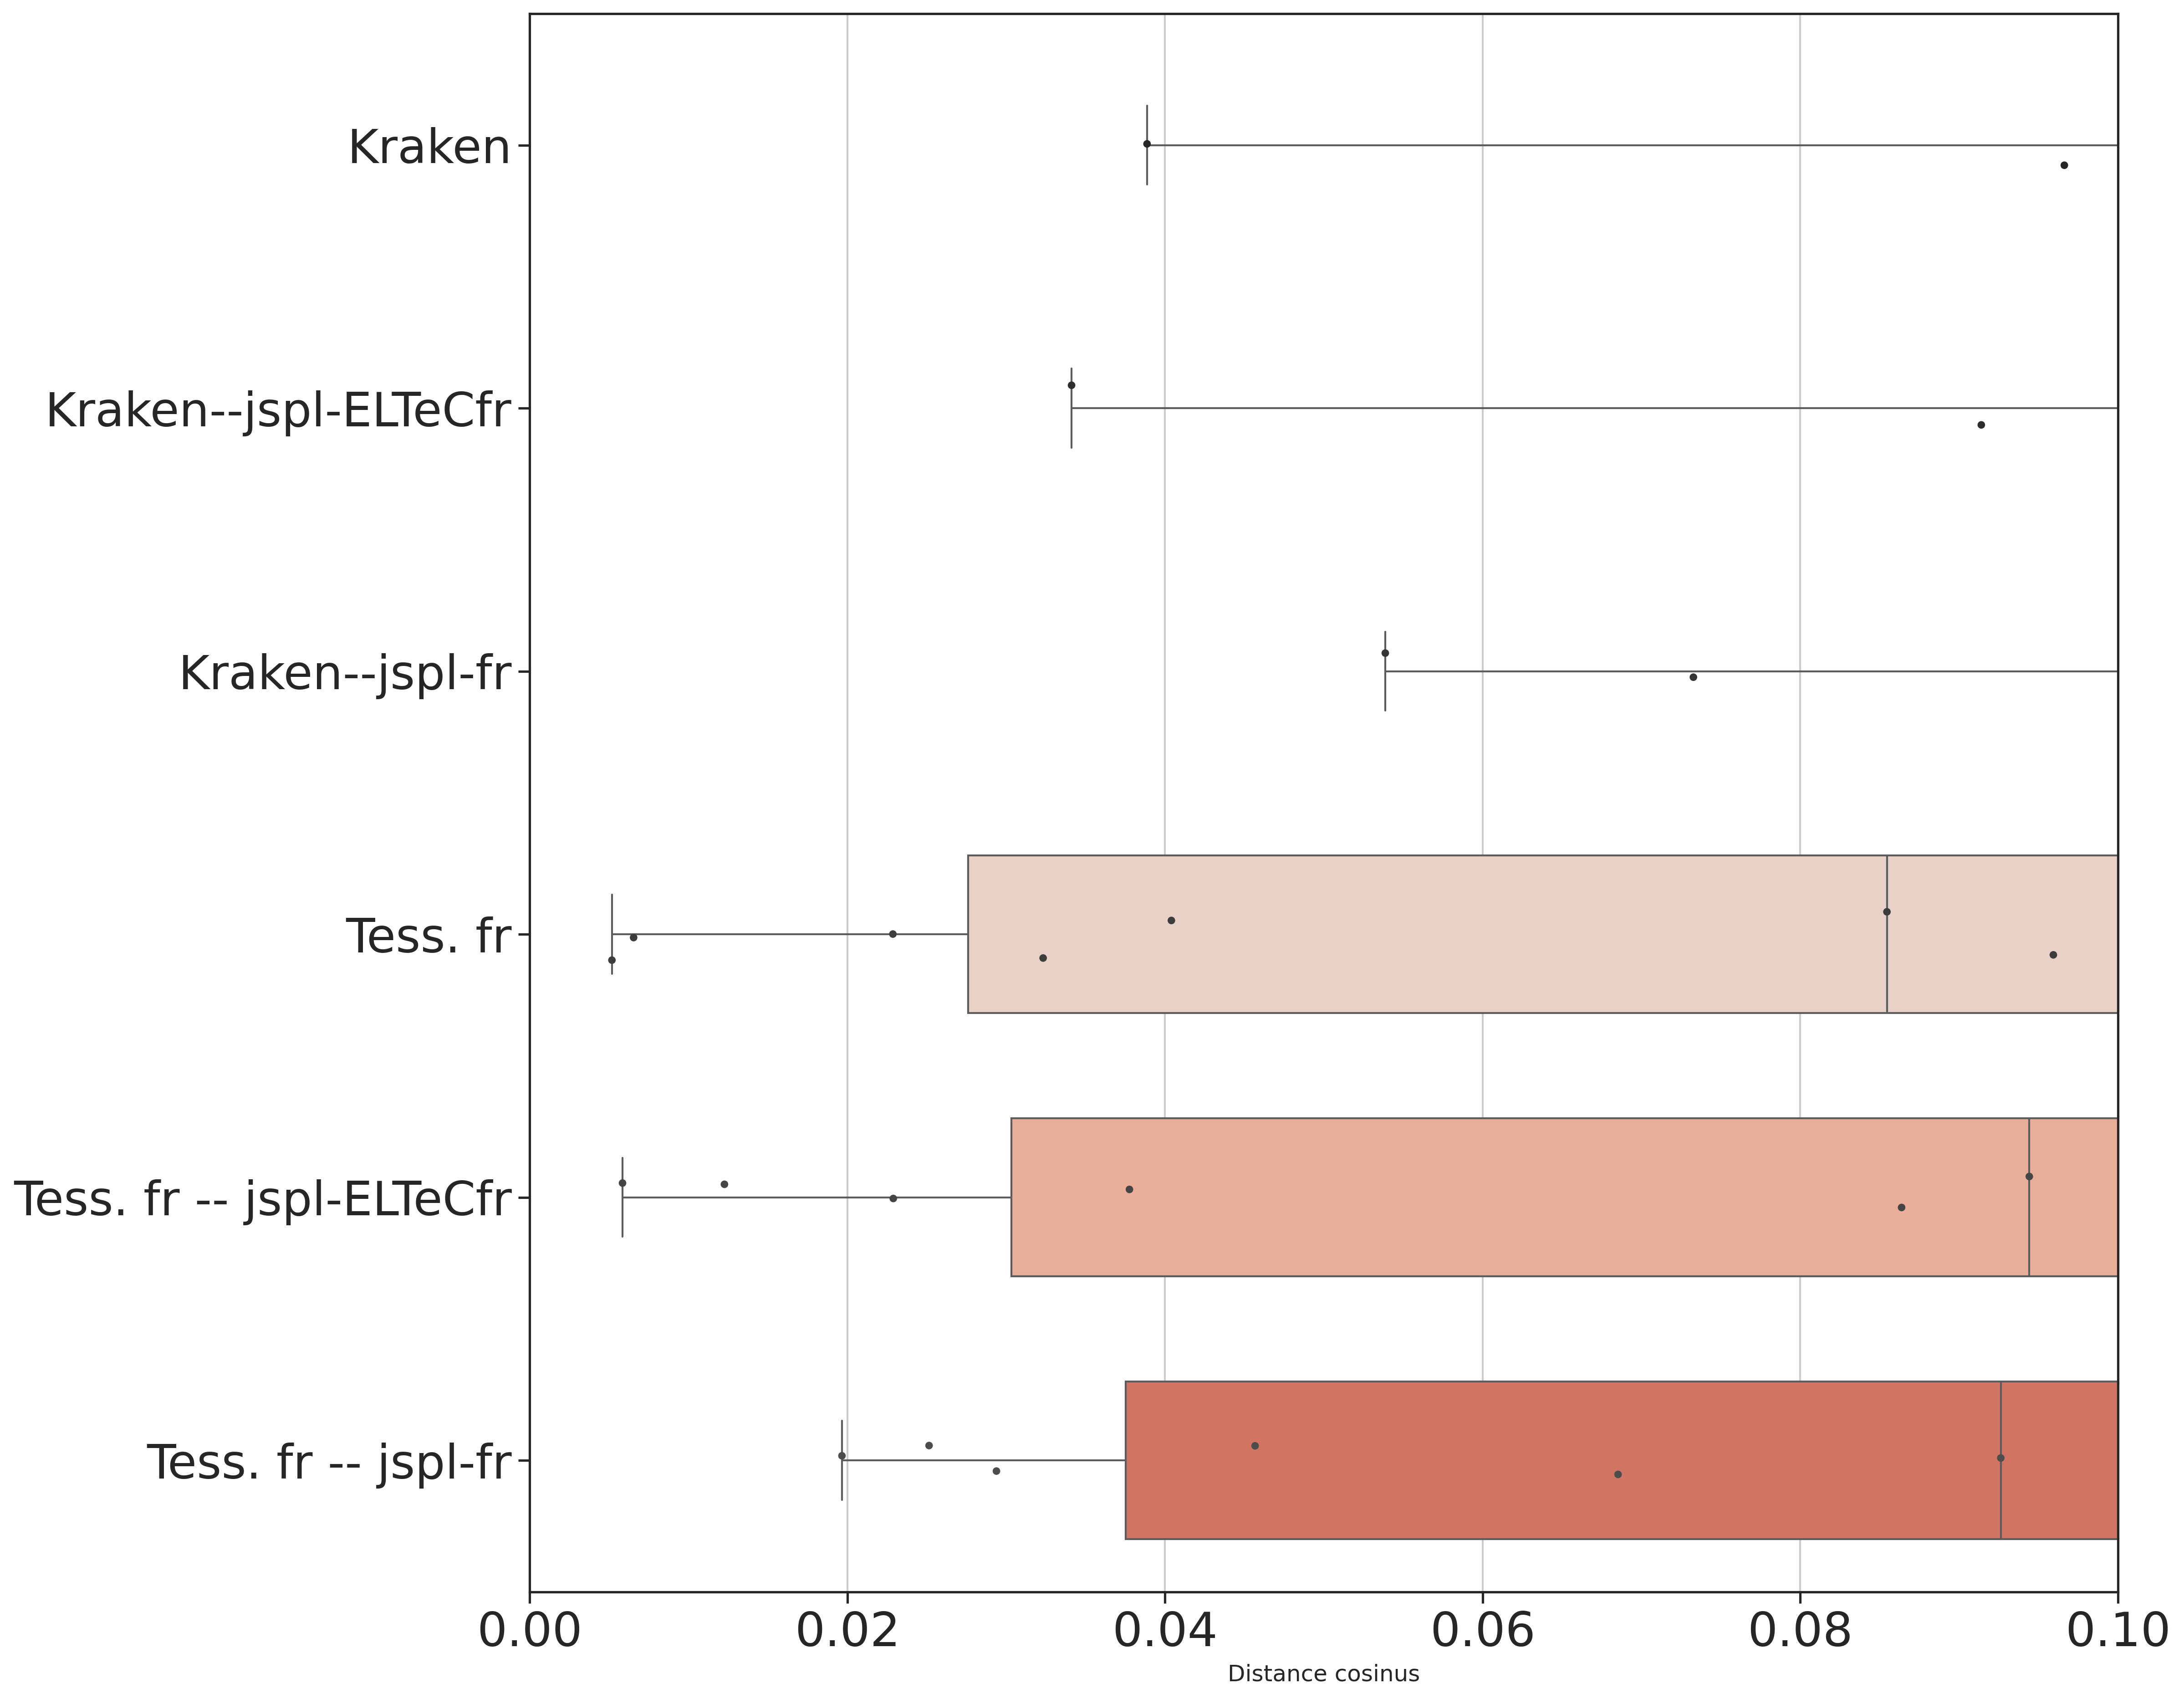 Kraken
Kraken--jspl-ELTeCfr
Kraken--jspl-fr
Tess. fr
Tess. fr -- jspl-ELTeCfr
Tess. fr -- jspl-fr
0.00 0.02 0.04 0.06 0.08 0.10
Distance cosinus